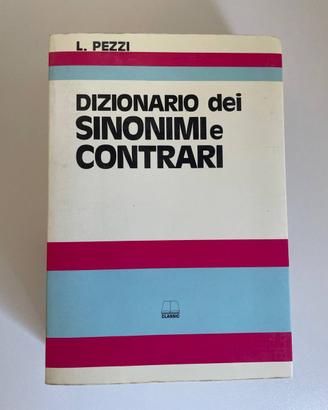 L. PEZZI
DIZIONARIO dei
SINONIMI e
CONTRARI
CLASSIC